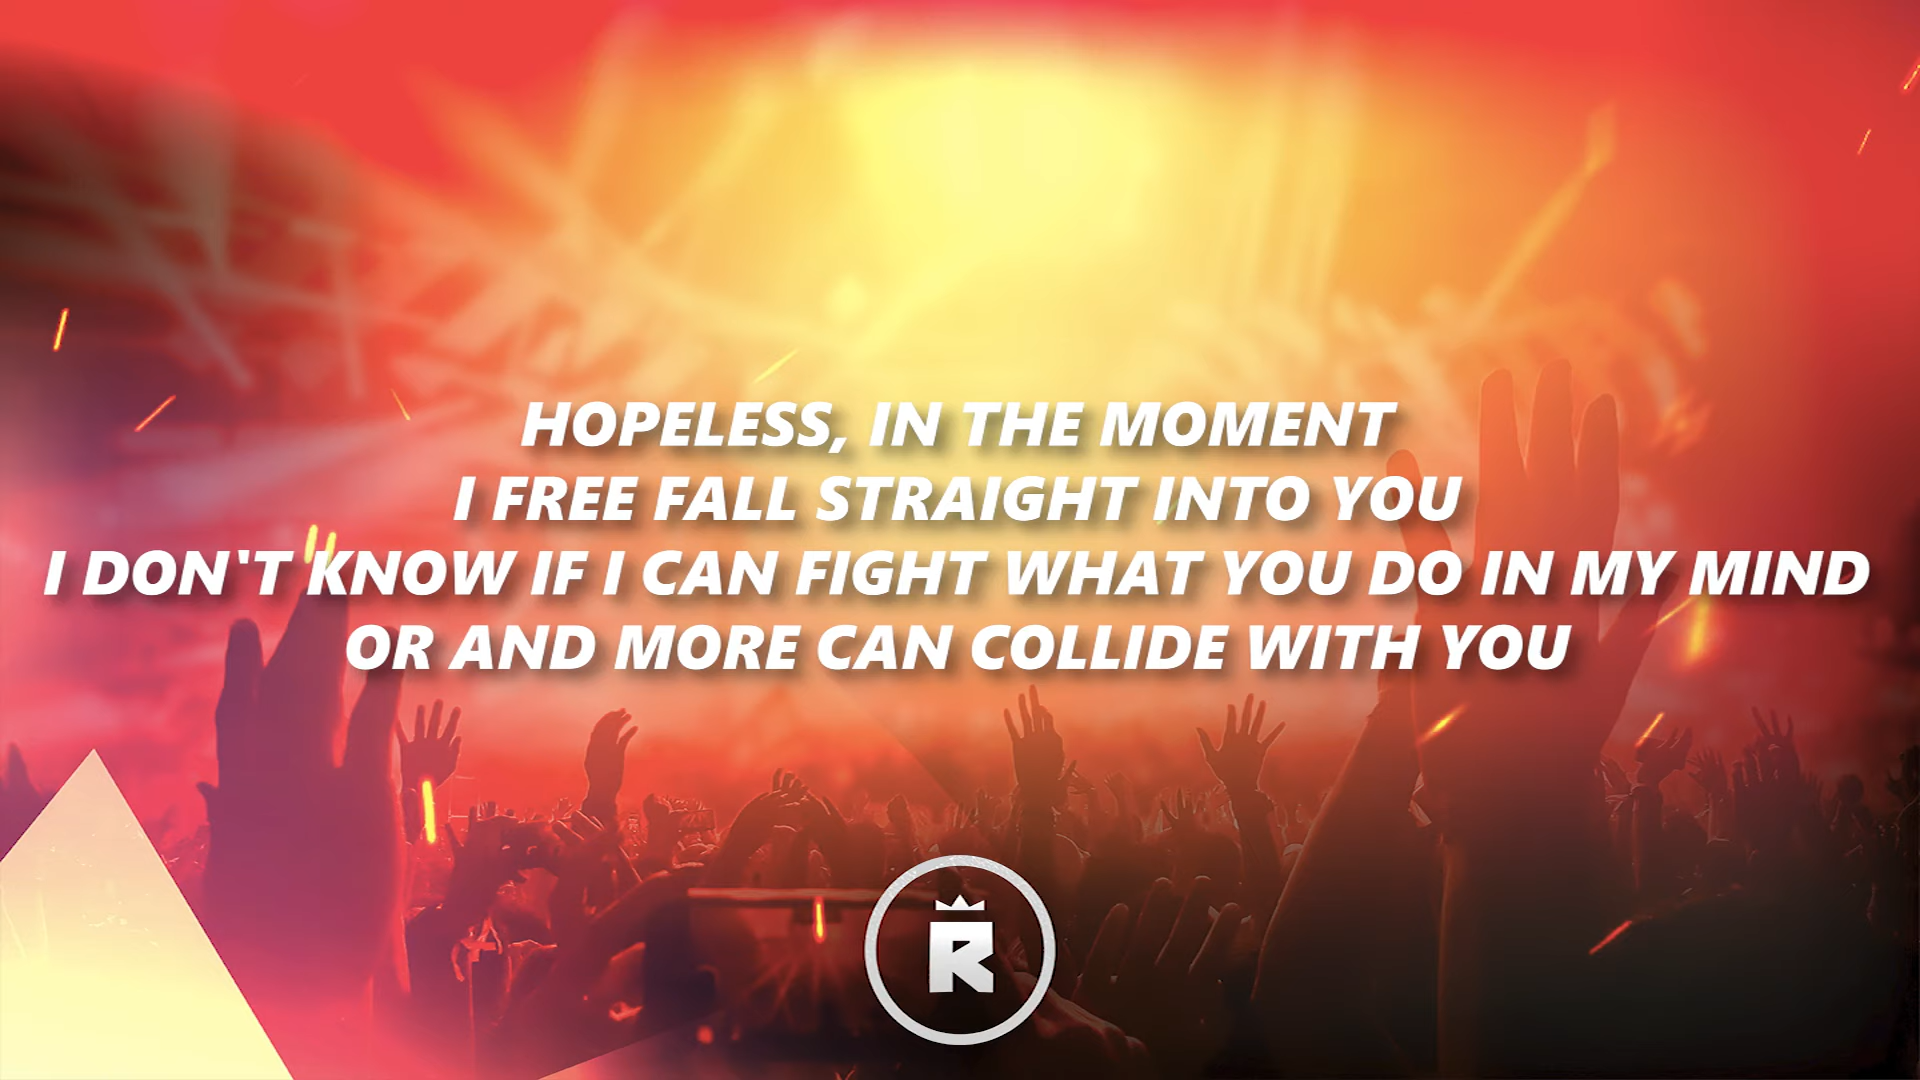 HOPELESS, IN THE MOMENT
I FREE FALL STRAIGHT INTO YOU
I DON'T KNOW IF I CAN FIGHT WHAT YOU DO IN MY MIND
OR AND MORE CAN COLLIDE WITH YOU
R